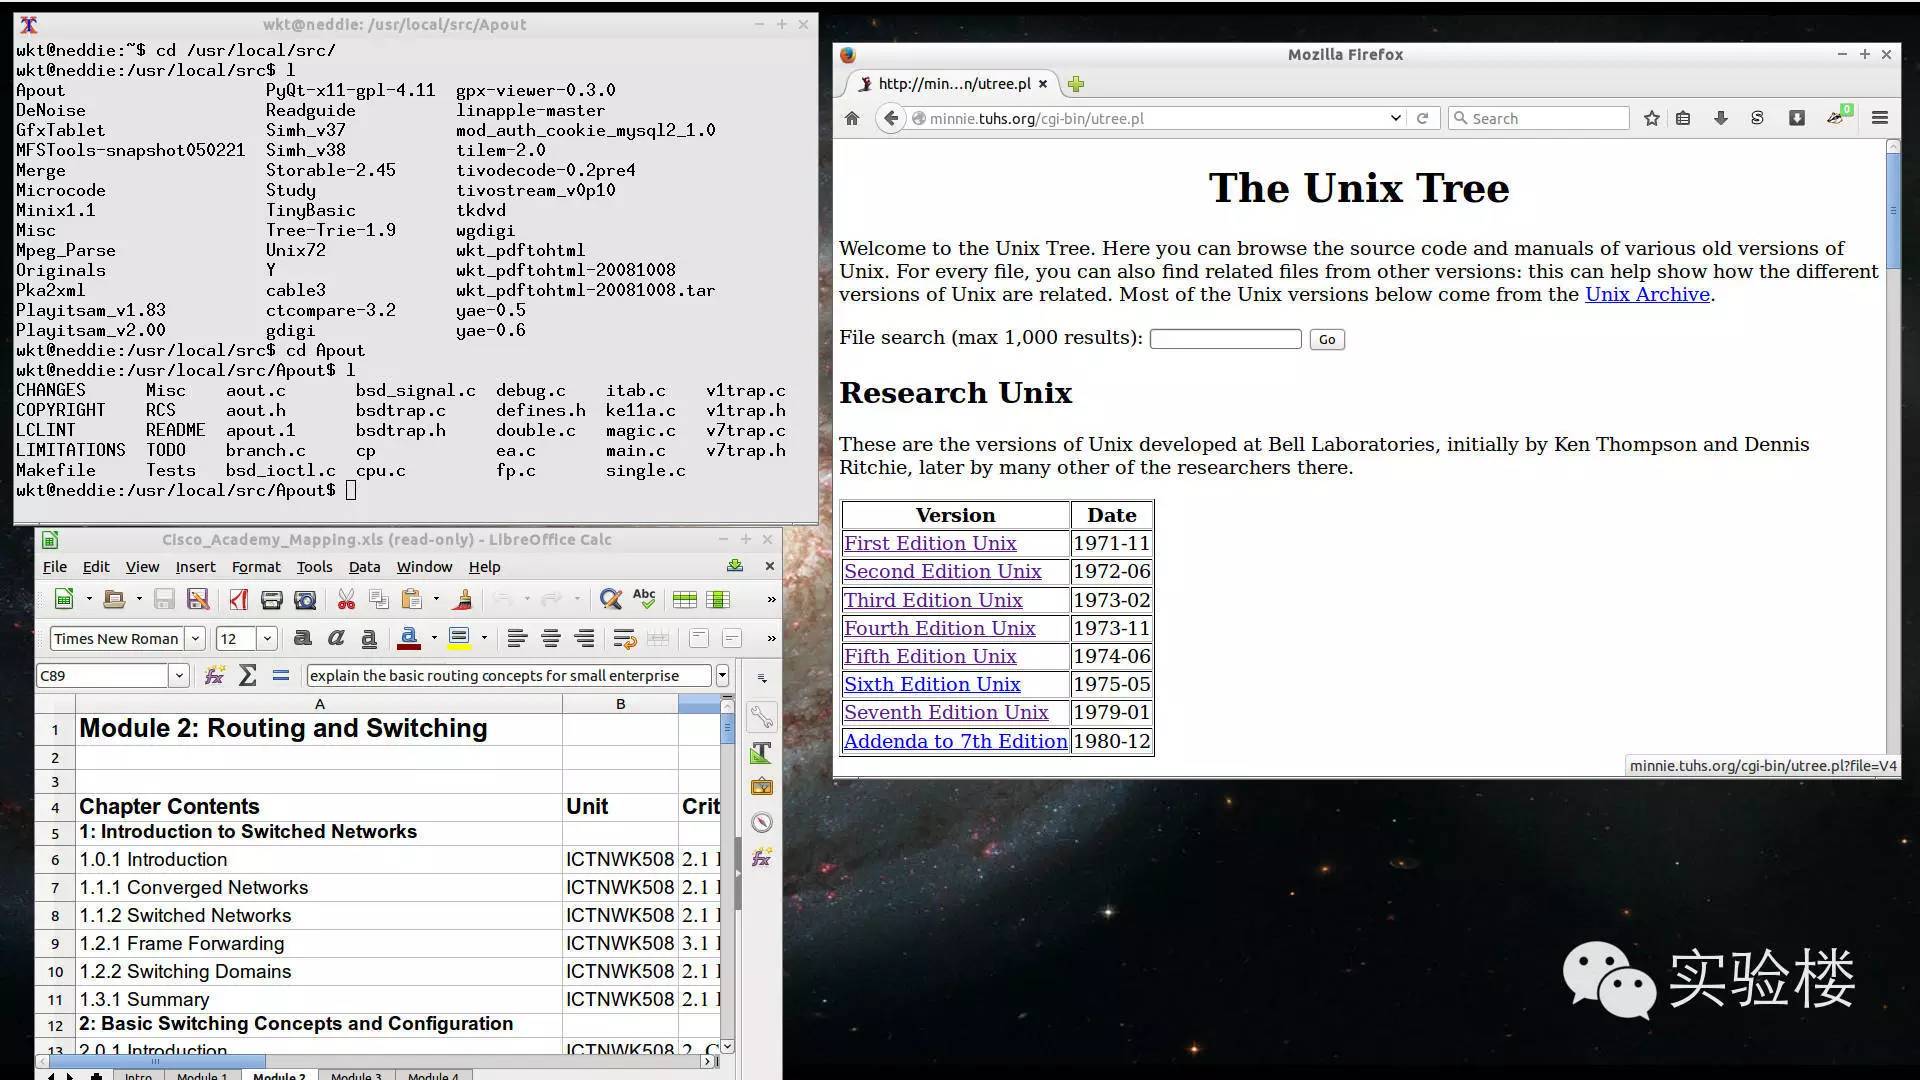 wkt@neddie: /usr/local/src/Apout
wkt@neddie:~$ cd /usr/local/src/
wkt@neddie:/usr/local/src$ l
Apout PyQt-x11-gpl-4.11 gpx-viewer-0.3.0
DeNoise Readguide linapple-master
GfxTablet Simh_v37 mod_auth_cookie_mysql2_1.0
MFSTools-snapshot050221 Simh_v38 tilem-2.0
Merge Storable-2.45 tivodecode-0.2pre4
Microcode Study tivostream_v0p10
Minix1.1 TinyBasic tkdvd
Misc Tree-Trie-1.9 wgdigi
Mpeg_Parse Unix72 wkt_pdftohtml
Originals Y wkt_pdftohtml-20081008
Pka2xml cable3 wkt_pdftohtml-20081008.tar
Playitsam_v1.83 ctcompare-3.2 yae-0.5
Playitsam_v2.00 gdigi yae-0.6
wkt@neddie:/usr/local/src$ cd Apout
wkt@neddie:/usr/local/src/Apout$ l
CHANGES Misc aout.c bsd_signal.c debug.c itab.c v1trap.c
COPYRIGHT RCS aout.h bsdtrap.c defines.h ke11a.c v1trap.h
LCLINT README apout.1 bsdtrap.h double.c magic.c v7trap.c
LIMITATIONS TODO branch.c cp ea.c main.c v7trap.h
Makefile Tests bsd_ioctl.c cpu.c fp.c single.c
wkt@neddie:/usr/local/src/Apout$
Cisco_Academy_Mapping.xls (read-only) - LibreOffice Calc
File Edit View Insert Format Tools Data Window Help
Abc
Times New Roman 12
C89 explain the basic routing concepts for small enterprise
A B
1 Module 2: Routing and Switching
2
3
4 Chapter Contents Unit Crit
5 1: Introduction to Switched Networks
6 1.0.1 Introduction ICTNWK508 2.1
7 1.1.1 Converged Networks ICTNWK508 2.1
8 1.1.2 Switched Networks ICTNWK508 2.1
9 1.2.1 Frame Forwarding ICTNWK508 3.1
10 1.2.2 Switching Domains ICTNWK508 2.1
11 1.3.1 Summary ICTNWK508 2.1
12 2: Basic Switching Concepts and Configuration
13 2.0.1 Introduction ICTNWK508 2.
Intro Module 1 Module 2 Module 3 Module 4
Mozilla Firefox
http://min...n/utree.pl
minnie.tuhs.org/cgi-bin/utree.pl Search S 0
The Unix Tree
Welcome to the Unix Tree. Here you can browse the source code and manuals of various old versions of
Unix. For every file, you can also find related files from other versions: this can help show how the different
versions of Unix are related. Most of the Unix versions below come from the Unix Archive.
File search (max 1,000 results): Go
Research Unix
These are the versions of Unix developed at Bell Laboratories, initially by Ken Thompson and Dennis
Ritchie, later by many other of the researchers there.
Version Date
First Edition Unix 1971-11
Second Edition Unix 1972-06
Third Edition Unix 1973-02
Fourth Edition Unix 1973-11
Fifth Edition Unix 1974-06
Sixth Edition Unix 1975-05
Seventh Edition Unix 1979-01
Addenda to 7th Edition 1980-12
minnie.tuhs.org/cgi-bin/utree.pl?file=V4
实验楼